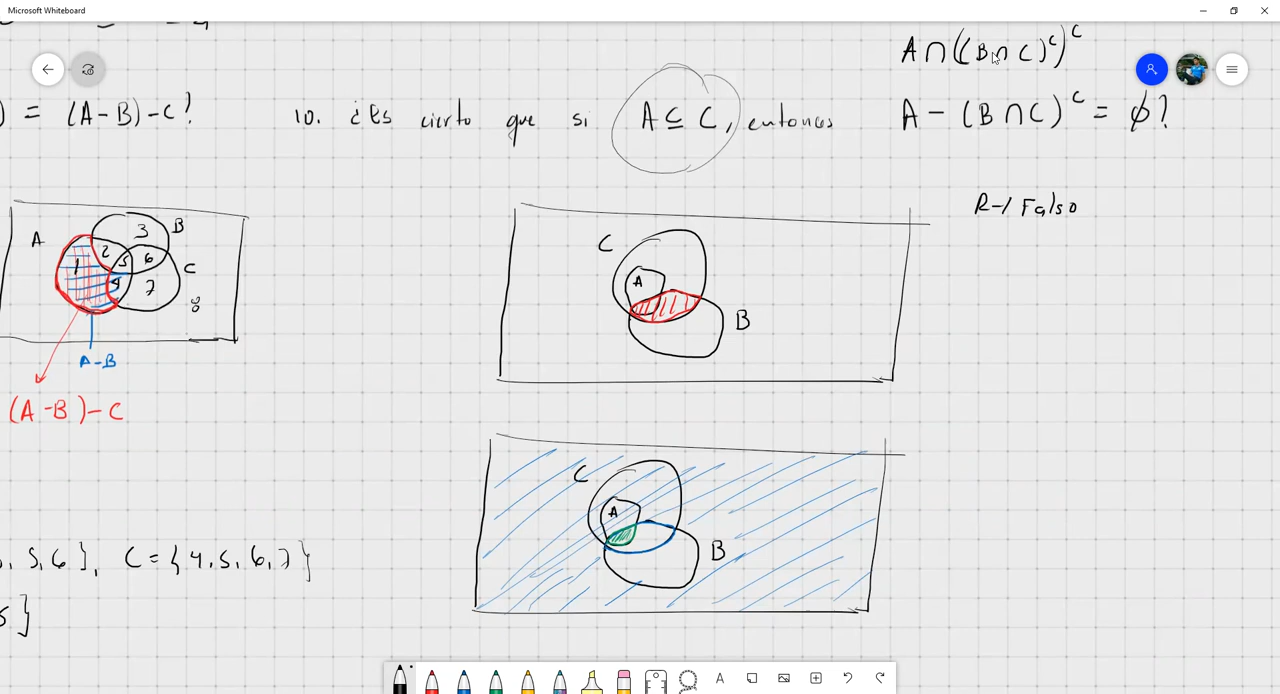 Microsoft Whiteboard
A ∩ ((B ∩ C)ᶜ)ᶜ
) = (A-B)-C?
10. ¿Es cierto que si A ⊆ C, entonces A - (B ∩ C)ᶜ = ∅?
R-/ Falso
A
B
C
1
2
3
4
5
6
7
8
A-B
(A-B)-C
C
A
B
C
A
B
, 5, 6}, C = {4, 5, 6, 7}
}